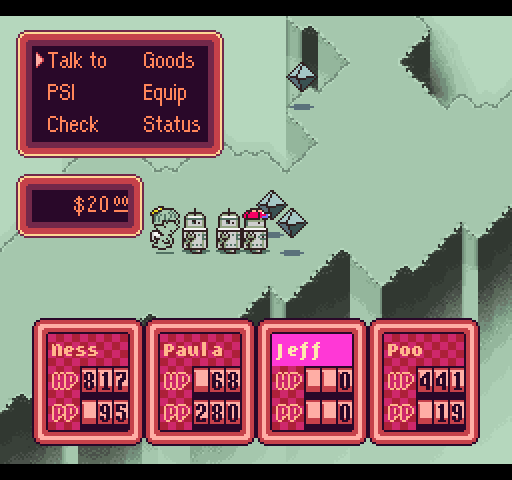 Talk to Goods
PSI Equip
Check Status
$20.00
Ness Paula Jeff Poo
HP 817 HP 68 HP 0 HP 441
PP 95 PP 280 PP 0 PP 19